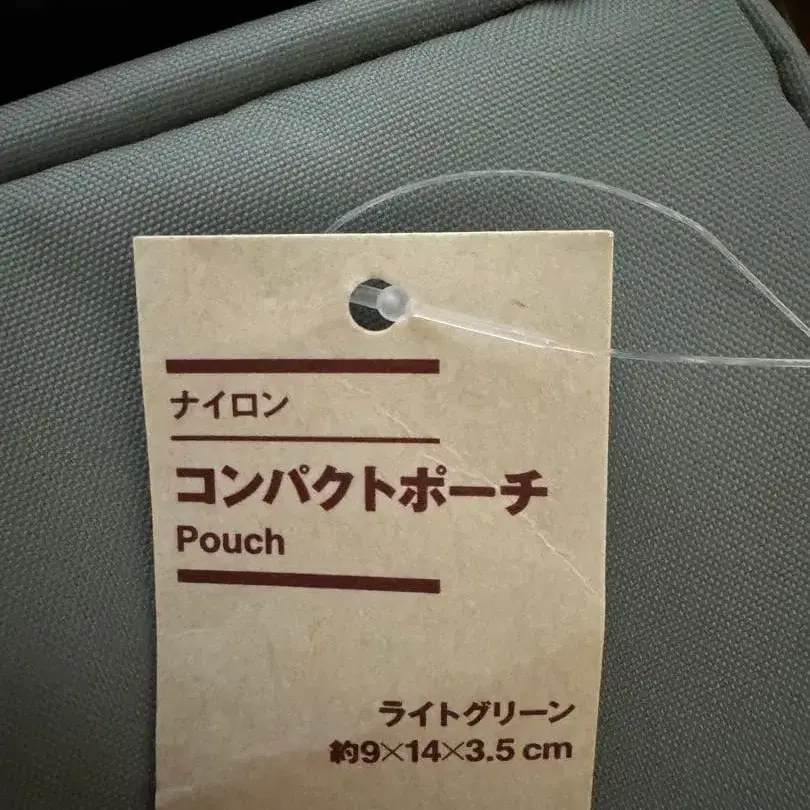 ナイロン
コンパクトポーチ
Pouch
ライトグリーン
約9×14×3.5 cm